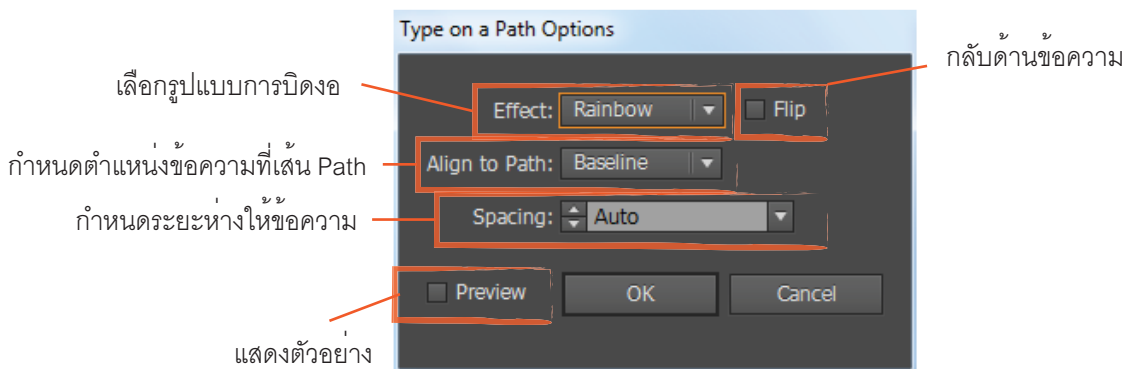 Type on a Path Options
กลับด้านข้อความ
เลือกรูปแบบการบิดงอ
Effect: Rainbow Flip
กำหนดตำแหน่งข้อความที่เส้น Path
Align to Path: Baseline
กำหนดระยะห่างให้ข้อความ
Spacing: Auto
Preview OK Cancel
แสดงตัวอย่าง